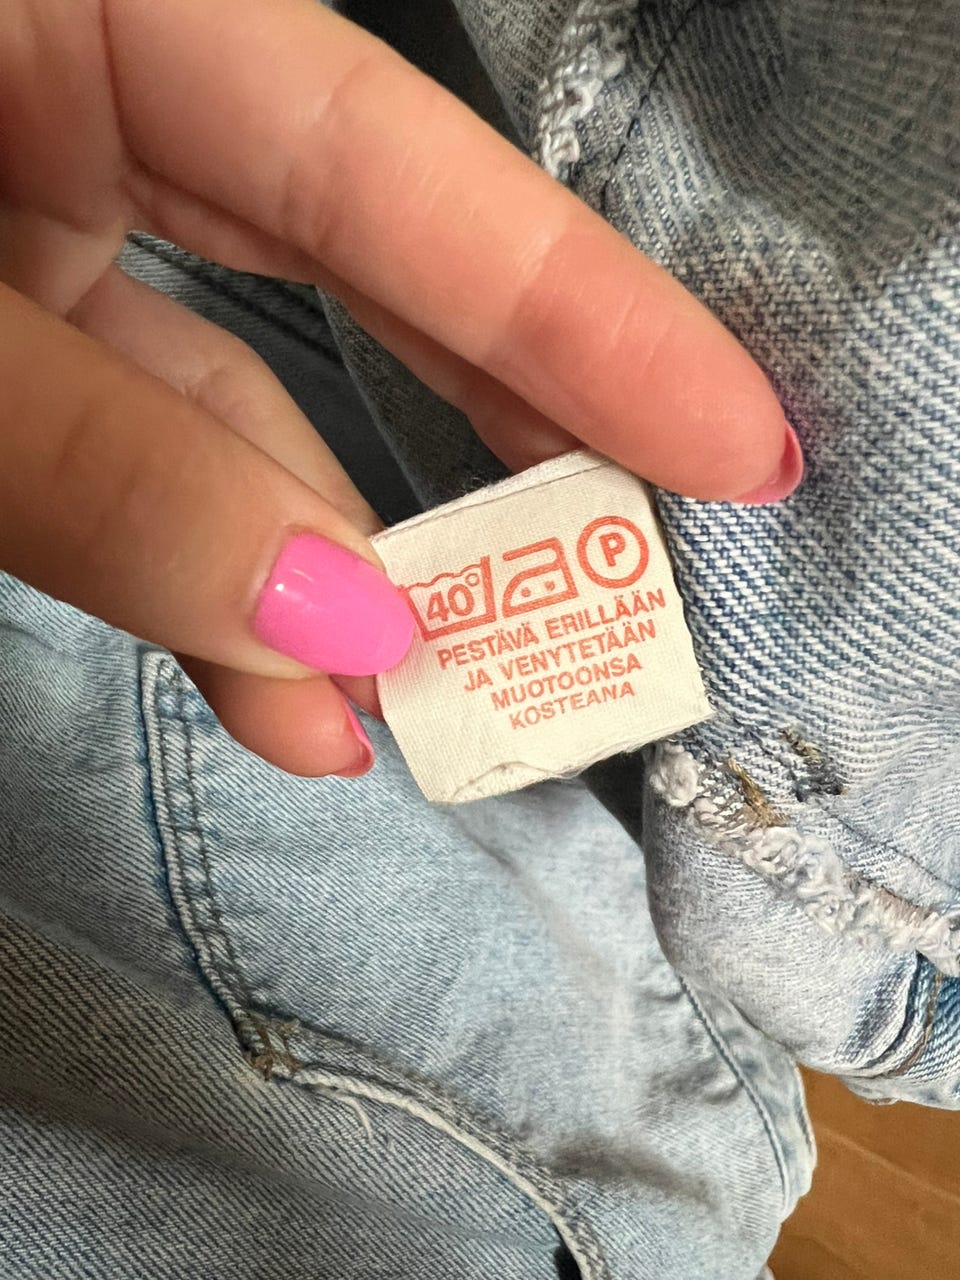 40° P
PESTÄVÄ ERILLÄÄN
JA VENYTETÄÄN
MUOTOONSA
KOSTEANA